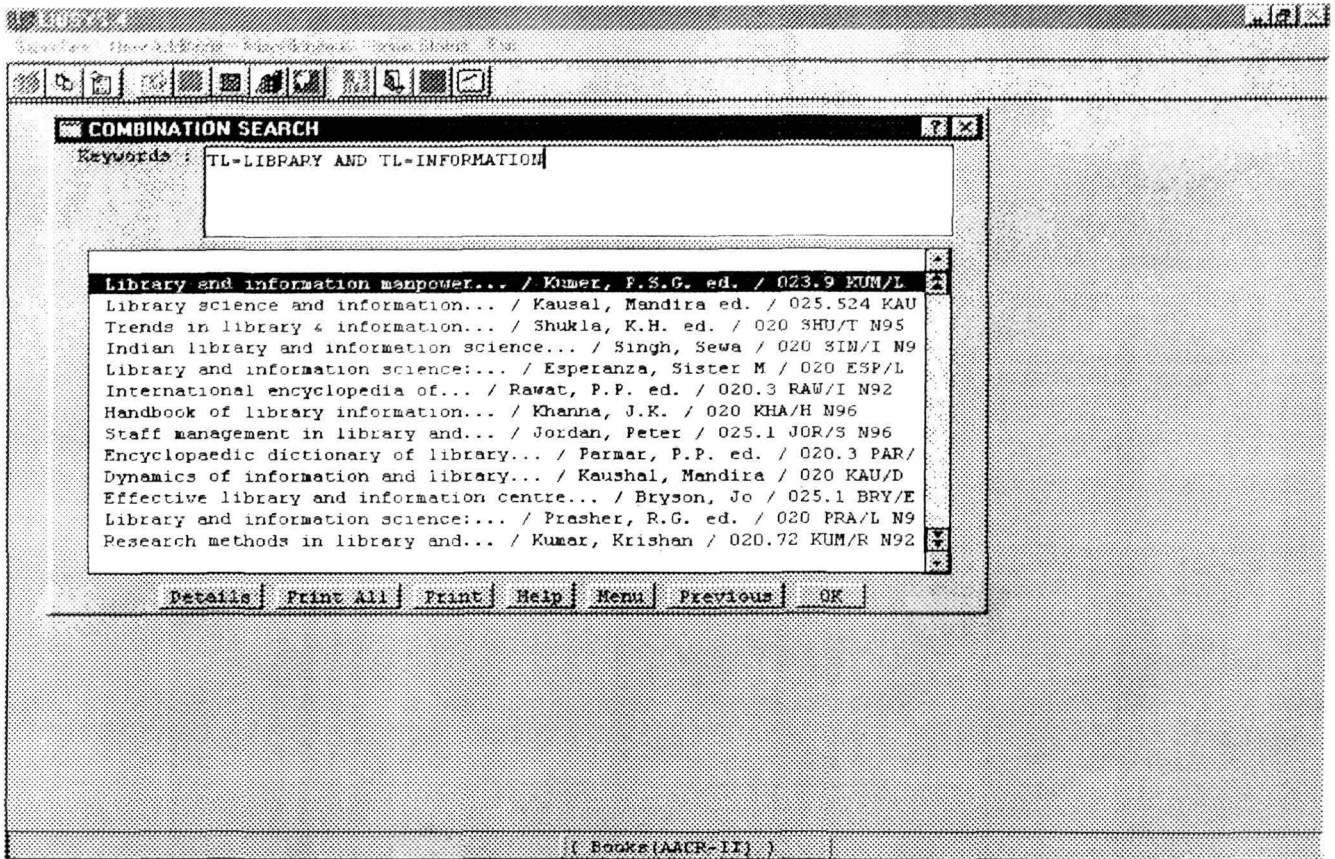 LIBSYS 4
COMBINATION SEARCH
Keywords :
TL=LIBRARY AND TL=INFORMATION
Library and information manpower... / Kumer, P.S.G. ed. / 023.9 KUM/L
Library science and information... / Kausal, Mandira ed. / 025.524 KAU
Trends in library & information... / Shukla, K.H. ed. / 020 SHU/T N95
Indian library and information science... / Singh, Sewa / 020 SIN/I N9
Library and information science:... / Esperanza, Sister M / 020 ESP/L
International encyclopedia of... / Rawat, P.P. ed. / 020.3 RAW/I N92
Handbook of library information... / Khanna, J.K. / 020 KHA/H N96
Staff management in library and... / Jordan, Peter / 025.1 JOR/S N96
Encyclopaedic dictionary of library... / Parmar, P.P. ed. / 020.3 PAR/
Dynamics of information and library... / Kaushal, Mandira / 020 KAU/D
Effective library and information centre... / Bryson, Jo / 025.1 BRY/E
Library and information science:... / Prasher, R.G. ed. / 020 PRA/L N9
Research methods in library and... / Kumar, Krishan / 020.72 KUM/R N92
Details Print All Print Help Menu Previous OK
( Books(AACR-II) )